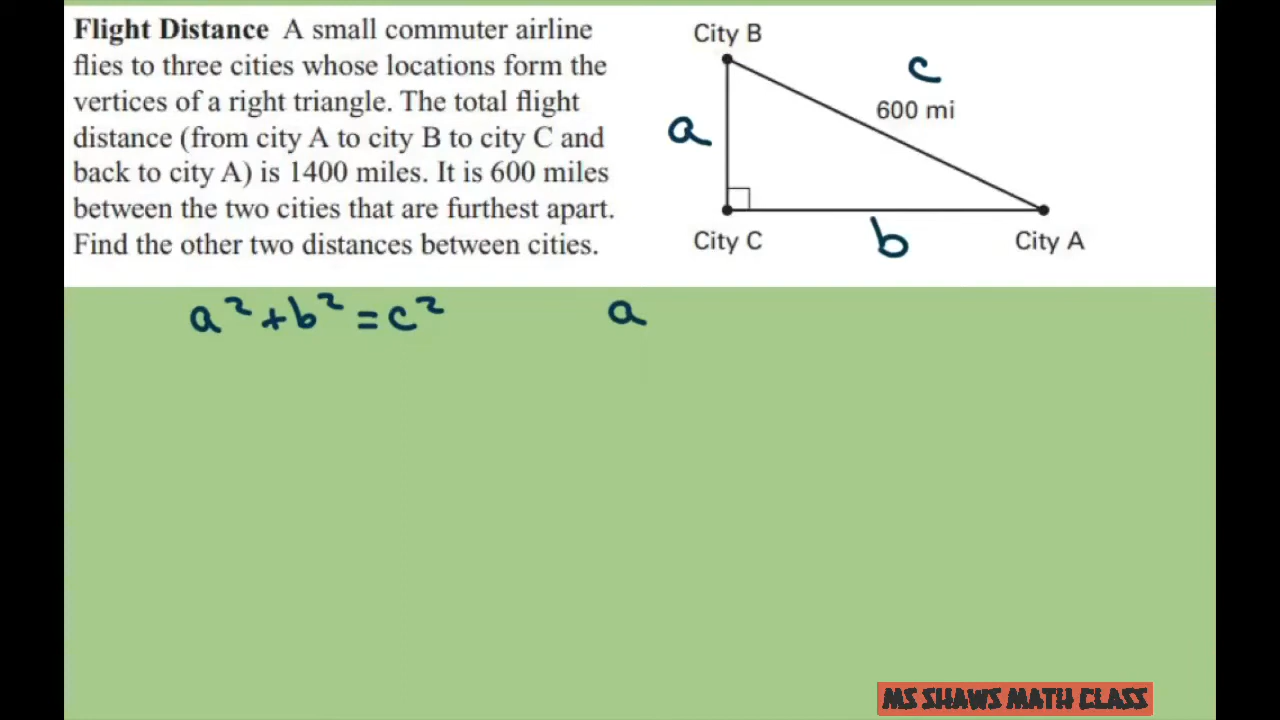 Flight Distance A small commuter airline
flies to three cities whose locations form the
vertices of a right triangle. The total flight
distance (from city A to city B to city C and
back to city A) is 1400 miles. It is 600 miles
between the two cities that are furthest apart.
Find the other two distances between cities.
City B
c
600 mi
a
City C
b
City A
a² + b² = c²
a
MS SHAWS MATH CLASS